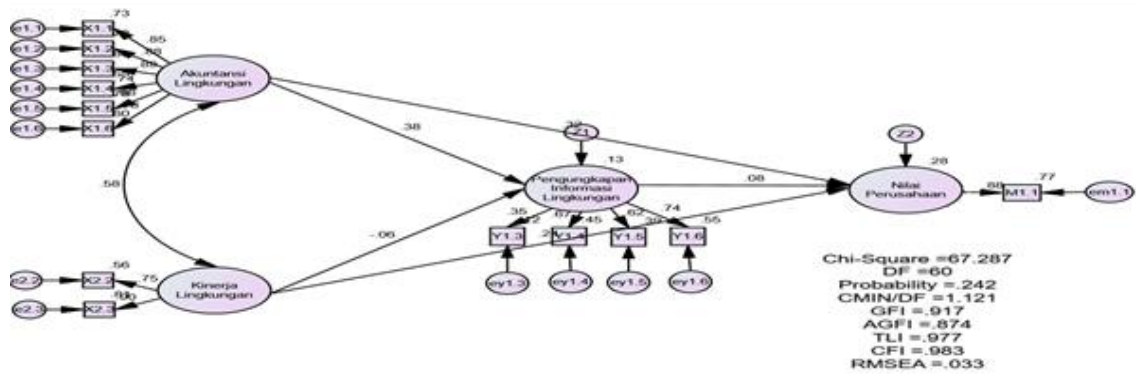 .73
e1.1
X1.1
.85
e1.2
X1.2
.88
e1.3
X1.3
e1.4
X1.4
.74
e1.5
X1.5
e1.6
X1.6
Akuntansi
Lingkungan
.58
.38
.32
Z1
.13
Z2
.28
Pengungkapan
Informasi
Lingkungan
.08
Nilai
Perusahaan
.88
.77
M1.1
em1.1
-.06
.35
.67
.45
.62
.39
.74
.55
Y1.3
Y1.4
Y1.5
Y1.6
ey1.3
ey1.4
ey1.5
ey1.6
.56
e2.2
X2.2
.75
e2.3
X2.3
Kinerja
Lingkungan
Chi-Square =67.287
DF =60
Probability =.242
CMIN/DF =1.121
GFI =.917
AGFI =.874
TLI =.977
CFI =.983
RMSEA =.033